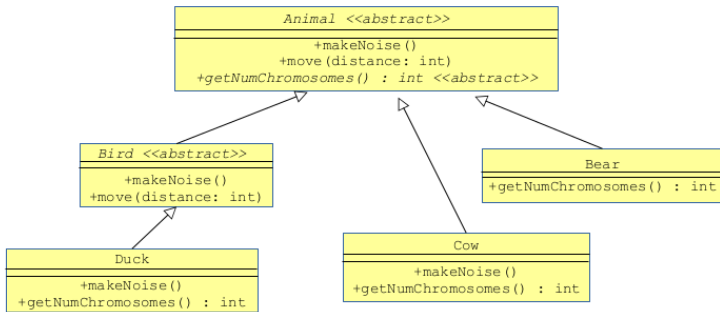 Animal <<abstract>>
+makeNoise()
+move(distance: int)
+getNumChromosomes() : int <<abstract>>
Bird <<abstract>>
+makeNoise()
+move(distance: int)
Bear
+getNumChromosomes() : int
Duck
+makeNoise()
+getNumChromosomes() : int
Cow
+makeNoise()
+getNumChromosomes() : int